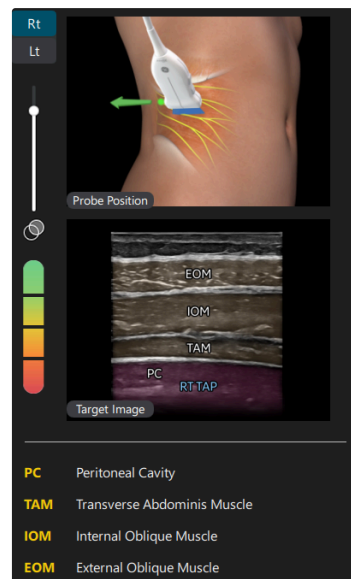 Rt
Lt
Probe Position
EOM
IOM
TAM
PC
RT TAP
Target Image
PC Peritoneal Cavity
TAM Transverse Abdominis Muscle
IOM Internal Oblique Muscle
EOM External Oblique Muscle